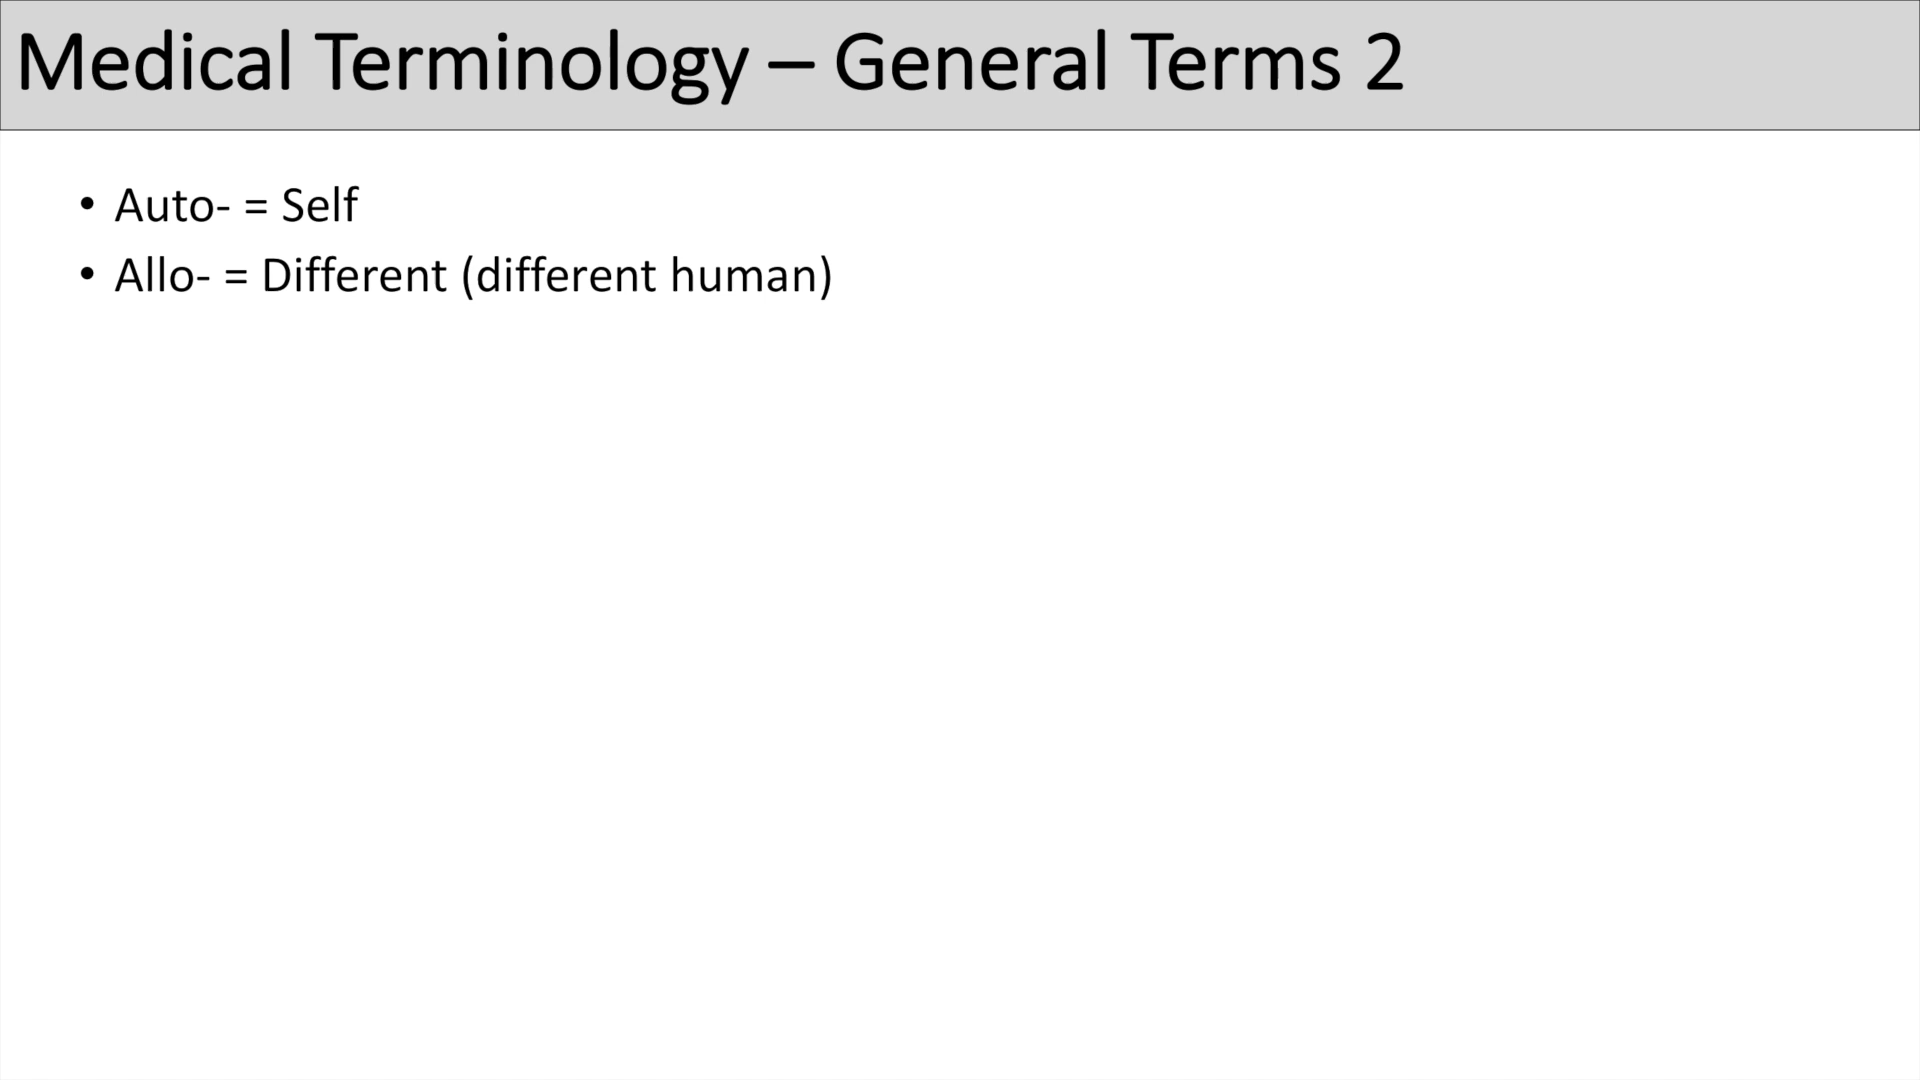 Medical Terminology – General Terms 2
• Auto- = Self
• Allo- = Different (different human)